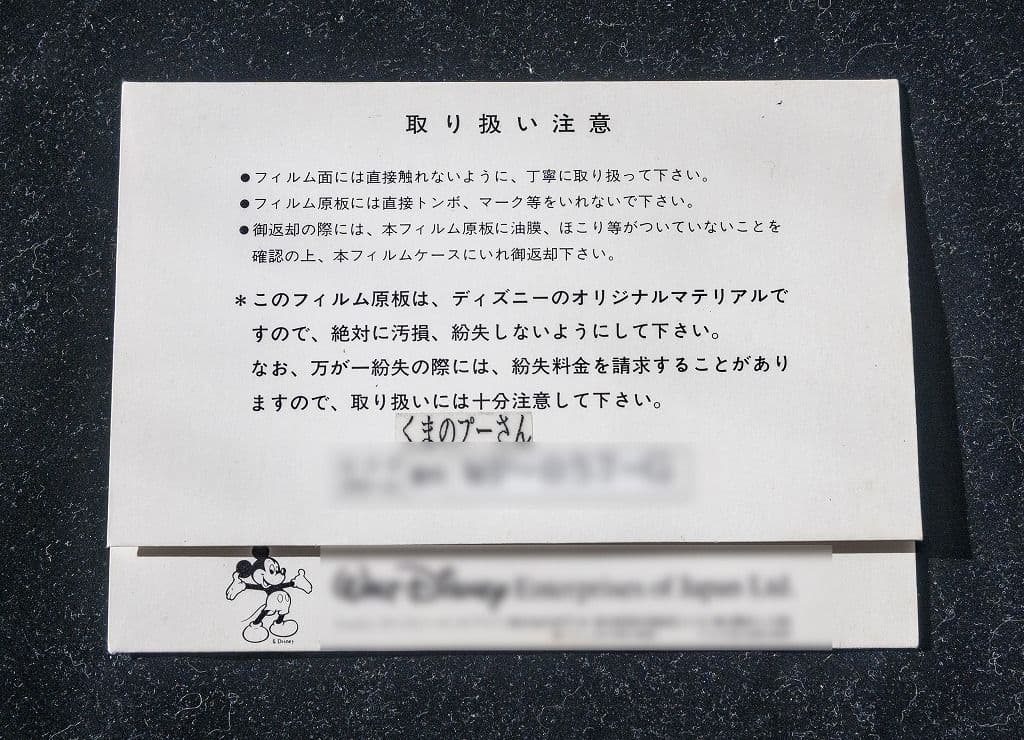 取り扱い注意
●フィルム面には直接触れないように、丁寧に取り扱って下さい。
●フィルム原板には直接トンボ、マーク等をいれないで下さい。
●御返却の際には、本フィルム原板に油膜、ほこり等がついていないことを
確認の上、本フィルムケースにいれ御返却下さい。
＊このフィルム原板は、ディズニーのオリジナルマテリアルで
すので、絶対に汚損、紛失しないようにして下さい。
なお、万が一紛失の際には、紛失料金を請求することがあり
ますので、取り扱いには十分注意して下さい。
くまのプーさん
Walt Disney Enterprises of Japan Ltd.
© Disney